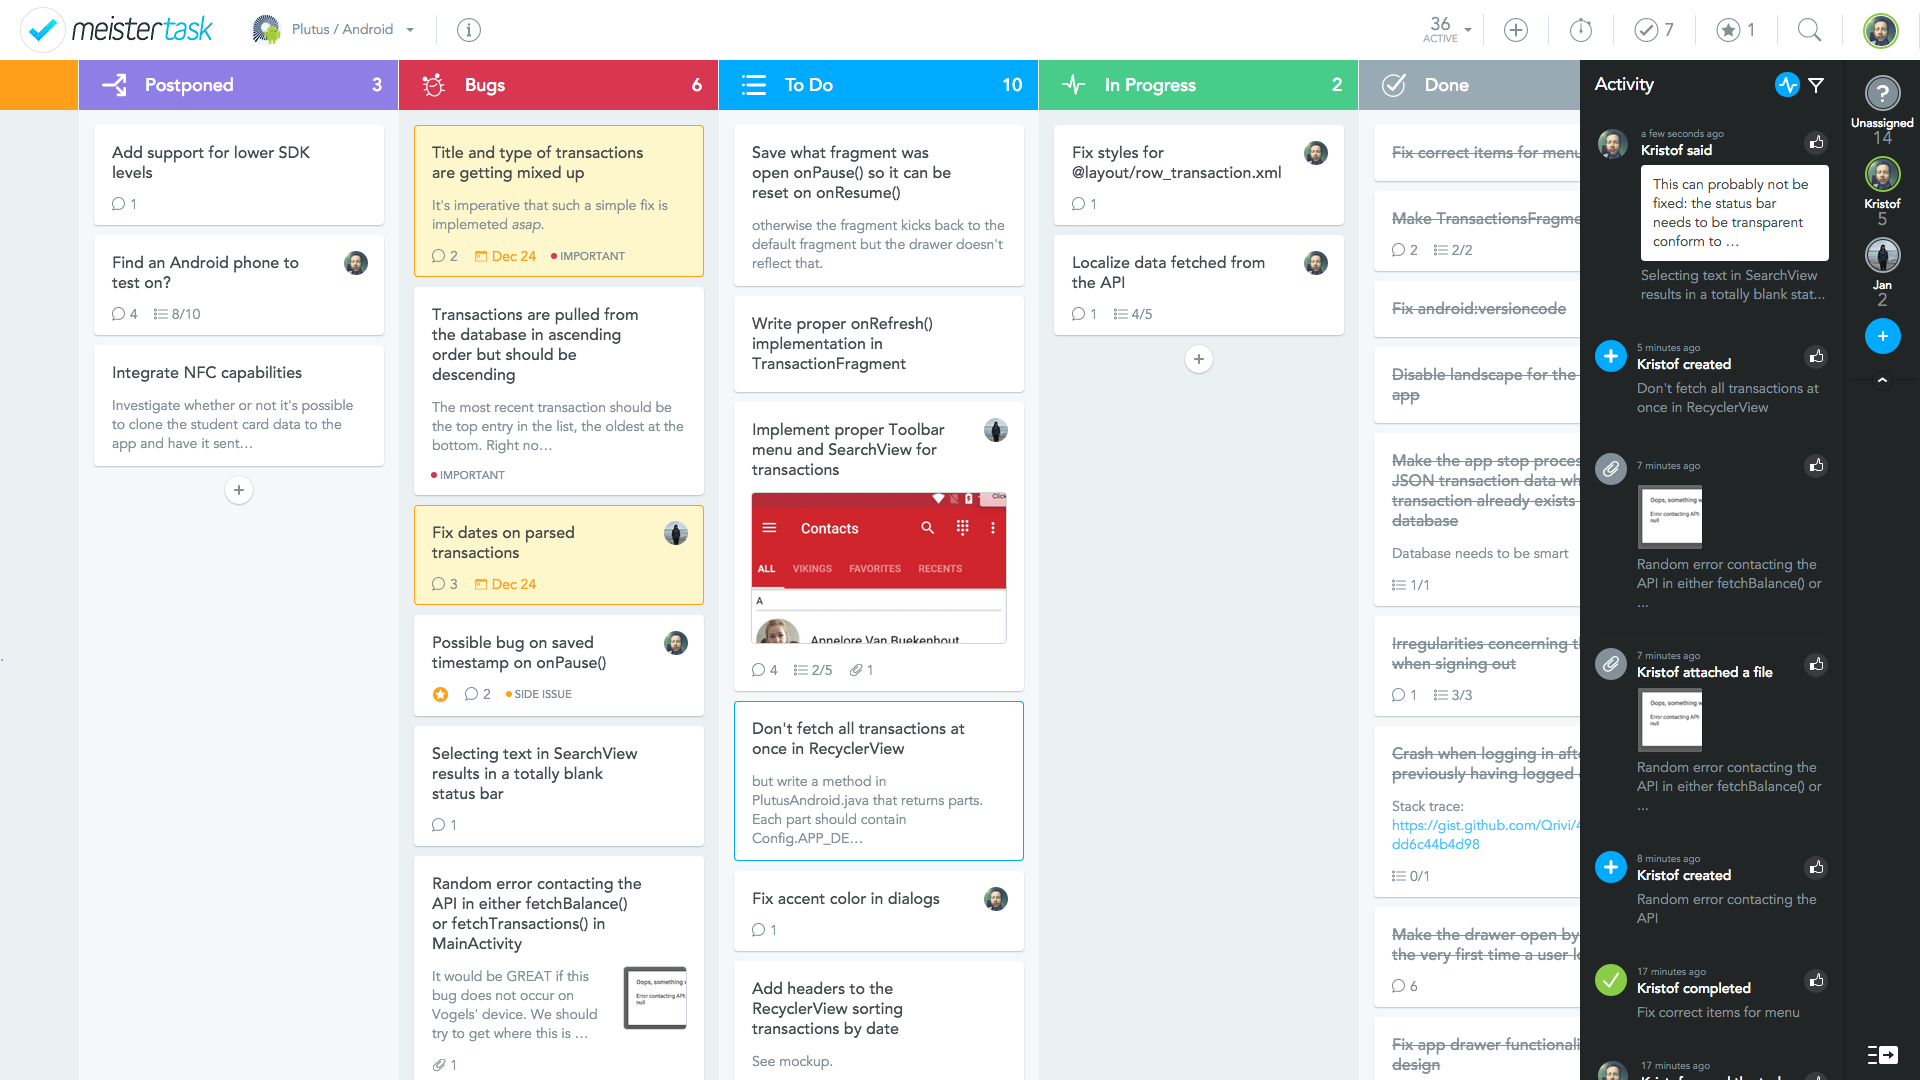 meistertask
Plutus / Android
36
ACTIVE
7
1
Postponed 3
Add support for lower SDK
levels
1
Find an Android phone to
test on?
4 8/10
Integrate NFC capabilities
Investigate whether or not it's possible
to clone the student card data to the
app and have it sent...
Bugs 6
Title and type of transactions
are getting mixed up
It's imperative that such a simple fix is
implemeted asap.
2 Dec 24 IMPORTANT
Transactions are pulled from
the database in ascending
order but should be
descending
The most recent transaction should be
the top entry in the list, the oldest at the
bottom. Right no...
IMPORTANT
Fix dates on parsed
transactions
3 Dec 24
Possible bug on saved
timestamp on onPause()
2 SIDE ISSUE
Selecting text in SearchView
results in a totally blank
status bar
1
Random error contacting the
API in either fetchBalance()
or fetchTransactions() in
MainActivity
It would be GREAT if this
bug does not occur on
Vogels' device. We should
try to get where this is ...
Oops, something w
Error contacting API:
null
1
To Do 10
Save what fragment was
open onPause() so it can be
reset on onResume()
otherwise the fragment kicks back to the
default fragment but the drawer doesn't
reflect that.
Write proper onRefresh()
implementation in
TransactionFragment
Implement proper Toolbar
menu and SearchView for
transactions
Click
Contacts
ALL VIKINGS FAVORITES RECENTS
A
Annelore Van Buekenhout
4 2/5 1
Don't fetch all transactions at
once in RecyclerView
but write a method in
PlutusAndroid.java that returns parts.
Each part should contain
Config.APP_DE...
Fix accent color in dialogs
1
Add headers to the
RecyclerView sorting
transactions by date
See mockup.
In Progress 2
Fix styles for
@layout/row_transaction.xml
1
Localize data fetched from
the API
1 4/5
Done
Fix correct items for menu
Make TransactionsFragme
2 2/2
Fix android:versioncode
Disable landscape for the
app
Make the app stop proces
JSON transaction data wh
transaction already exists
database
Database needs to be smart
1/1
Irregularities concerning t
when signing out
1 3/3
Crash when logging in afte
previously having logged
Stack trace:
https://gist.github.com/Qrivi/4
dd6c44b4d98
0/1
Make the drawer open by
the very first time a user l
6
Fix app drawer functionali
design
Activity
a few seconds ago
Kristof said
This can probably not be
fixed: the status bar
needs to be transparent
conform to ...
Selecting text in SearchView
results in a totally blank stat...
5 minutes ago
Kristof created
Don't fetch all transactions at
once in RecyclerView
7 minutes ago
Oops, something w
Error contacting API:
null
Random error contacting the
API in either fetchBalance() or
...
7 minutes ago
Kristof attached a file
Oops, something w
Error contacting API:
null
Random error contacting the
API in either fetchBalance() or
...
8 minutes ago
Kristof created
Random error contacting the
API
17 minutes ago
Kristof completed
Fix correct items for menu
17 minutes ago
?
Unassigned
14
Kristof
5
Jan
2